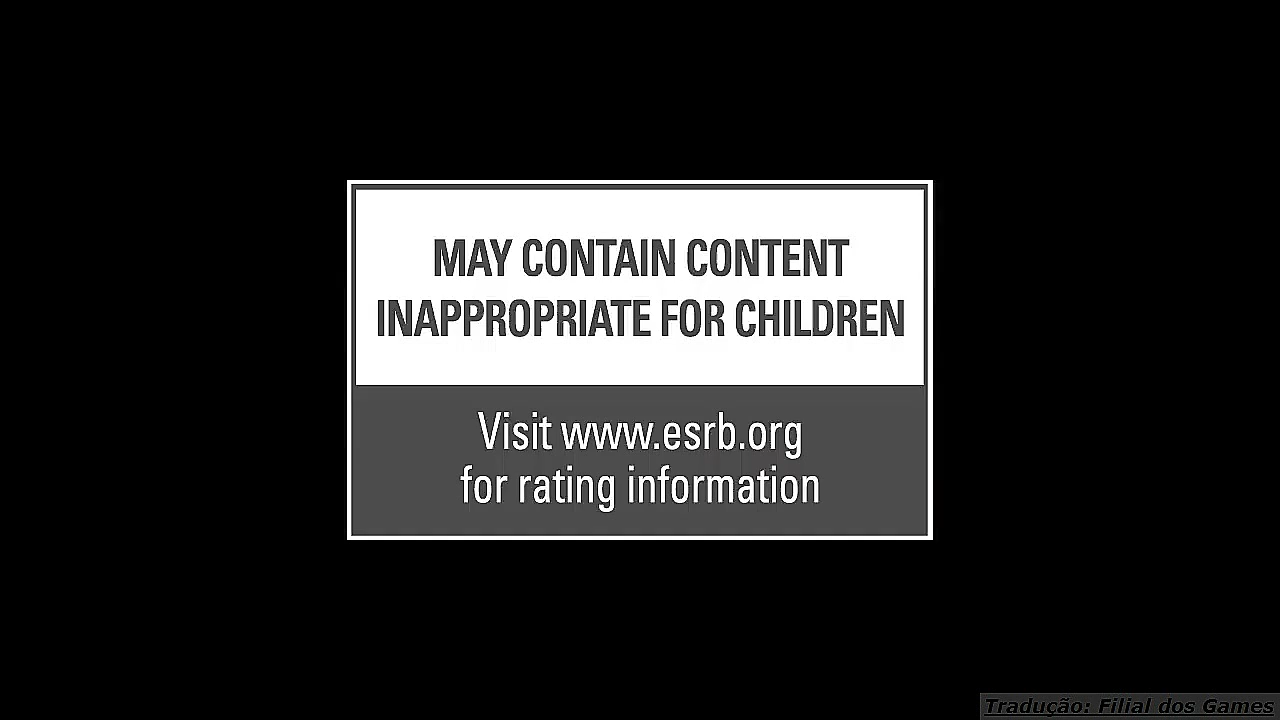 MAY CONTAIN CONTENT
INAPPROPRIATE FOR CHILDREN
Visit www.esrb.org
for rating information
Tradução: Filial dos Games